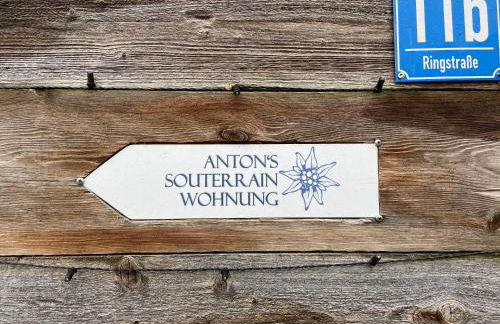 11b
Ringstraße
ANTON'S
SOUTERRAIN
WOHNUNG